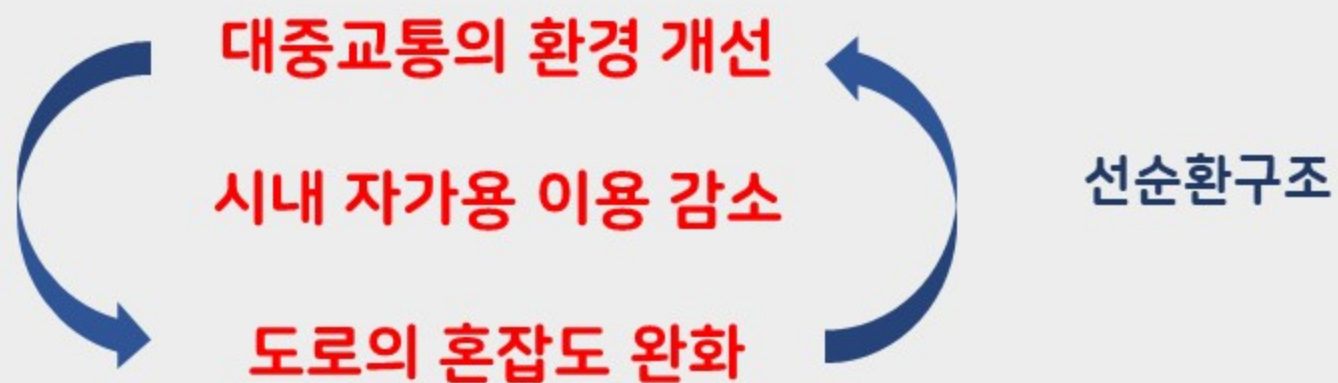 대중교통의 환경 개선
시내 자가용 이용 감소
선순환구조
도로의 혼잡도 완화